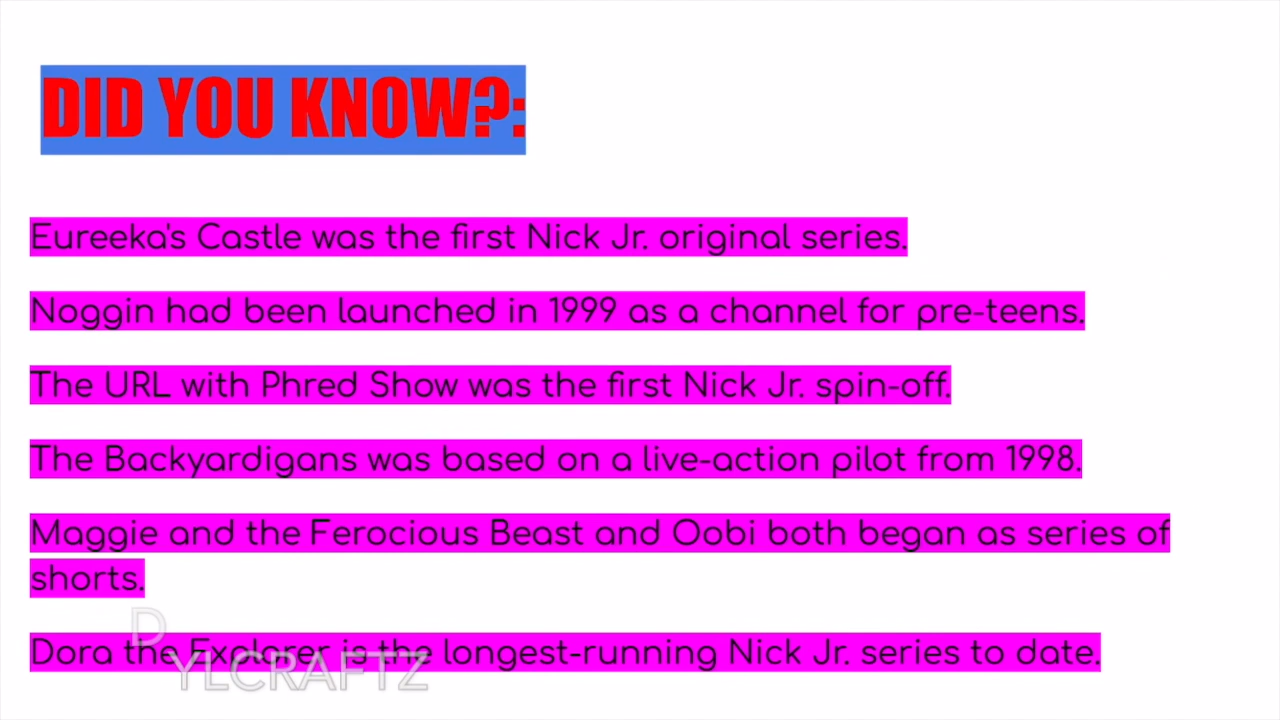 DID YOU KNOW?:
Eureeka's Castle was the first Nick Jr. original series.
Noggin had been launched in 1999 as a channel for pre-teens.
The URL with Phred Show was the first Nick Jr. spin-off.
The Backyardigans was based on a live-action pilot from 1998.
Maggie and the Ferocious Beast and Oobi both began as series of
shorts.
Dora the Explorer is the longest-running Nick Jr. series to date.
D
YLCRAFTZ